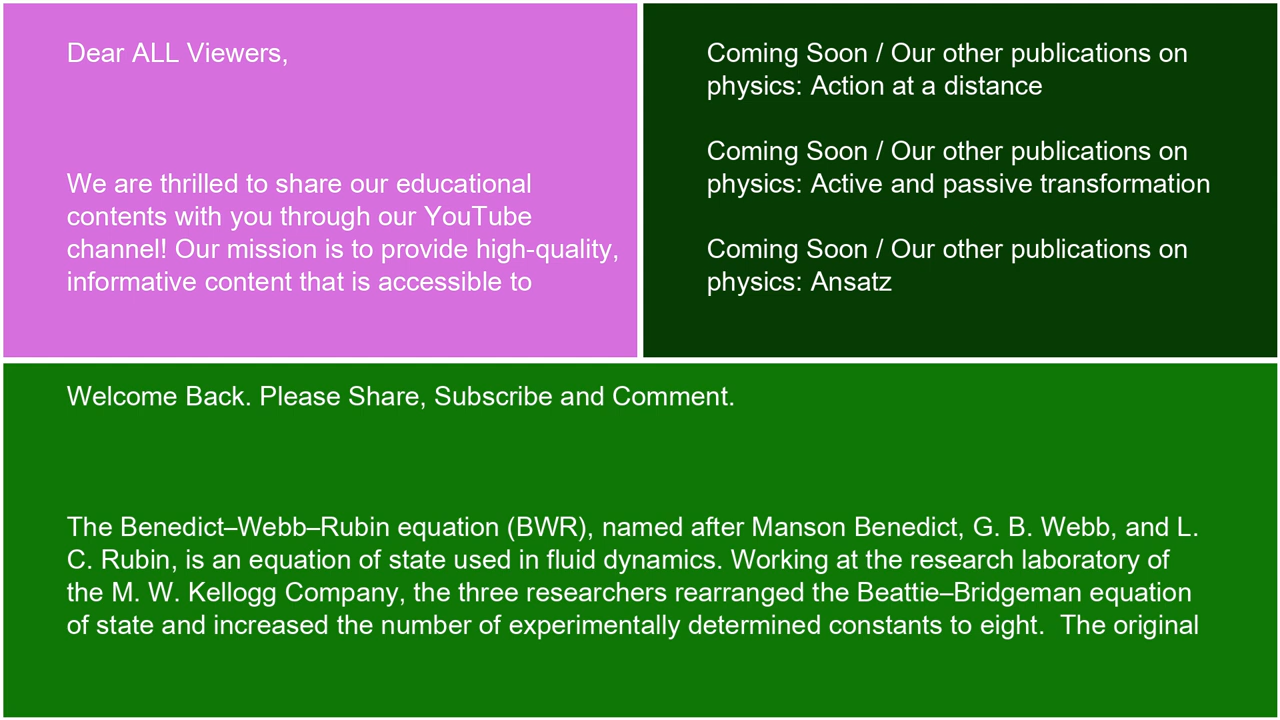 Dear ALL Viewers,
We are thrilled to share our educational
contents with you through our YouTube
channel! Our mission is to provide high-quality,
informative content that is accessible to
Coming Soon / Our other publications on
physics: Action at a distance
Coming Soon / Our other publications on
physics: Active and passive transformation
Coming Soon / Our other publications on
physics: Ansatz
Welcome Back. Please Share, Subscribe and Comment.
The Benedict–Webb–Rubin equation (BWR), named after Manson Benedict, G. B. Webb, and L.
C. Rubin, is an equation of state used in fluid dynamics. Working at the research laboratory of
the M. W. Kellogg Company, the three researchers rearranged the Beattie–Bridgeman equation
of state and increased the number of experimentally determined constants to eight.  The original